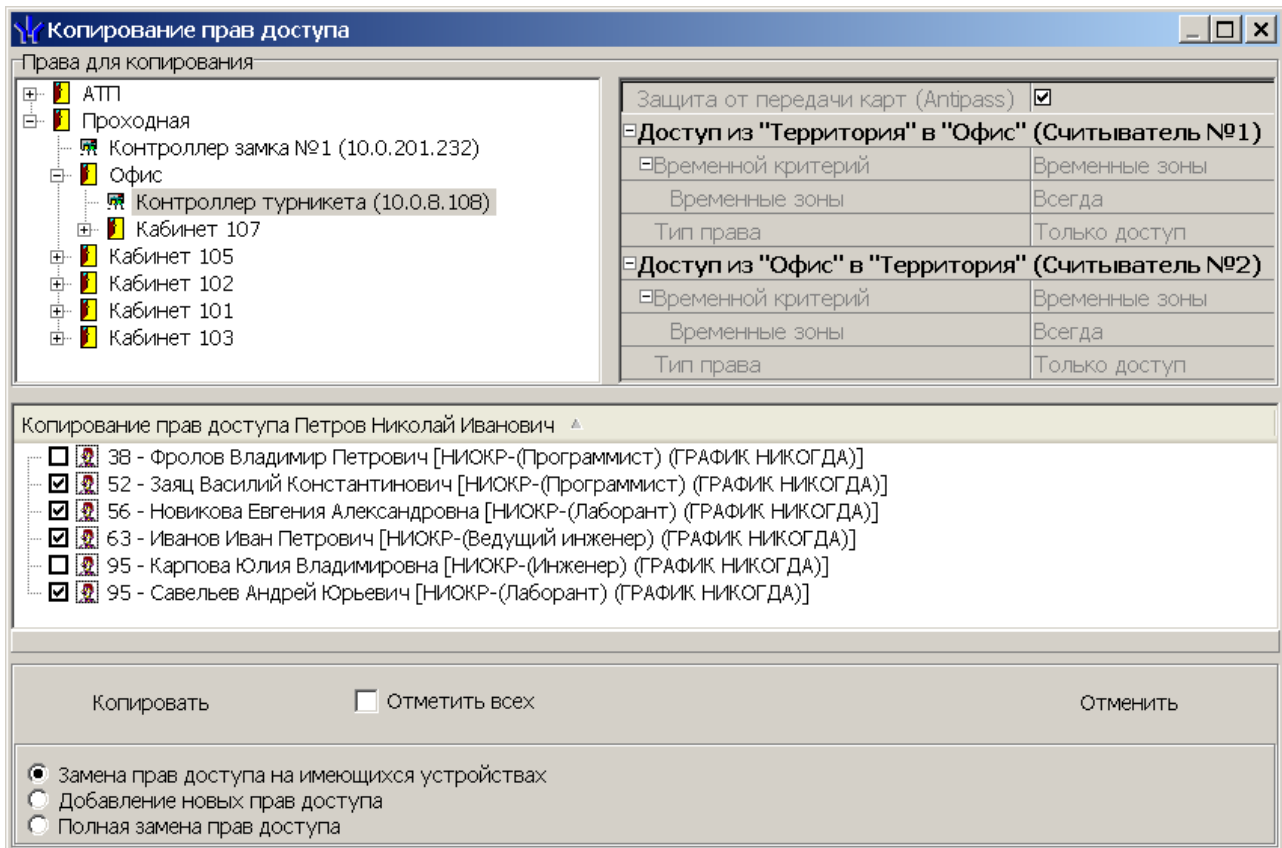 Копирование прав доступа
Права для копирования
АТП
Проходная
Контроллер замка №1 (10.0.201.232)
Офис
Контроллер турникета (10.0.8.108)
Кабинет 107
Кабинет 105
Кабинет 102
Кабинет 101
Кабинет 103
Защита от передачи карт (Antipass)
Доступ из "Территория" в "Офис" (Считыватель №1)
Временной критерий Временные зоны
Временные зоны Всегда
Тип права Только доступ
Доступ из "Офис" в "Территория" (Считыватель №2)
Временной критерий Временные зоны
Временные зоны Всегда
Тип права Только доступ
Копирование прав доступа Петров Николай Иванович
38 - Фролов Владимир Петрович [НИОКР-(Программист) (ГРАФИК НИКОГДА)]
52 - Заяц Василий Константинович [НИОКР-(Программист) (ГРАФИК НИКОГДА)]
56 - Новикова Евгения Александровна [НИОКР-(Лаборант) (ГРАФИК НИКОГДА)]
63 - Иванов Иван Петрович [НИОКР-(Ведущий инженер) (ГРАФИК НИКОГДА)]
95 - Карпова Юлия Владимировна [НИОКР-(Инженер) (ГРАФИК НИКОГДА)]
95 - Савельев Андрей Юрьевич [НИОКР-(Лаборант) (ГРАФИК НИКОГДА)]
Копировать Отметить всех Отменить
Замена прав доступа на имеющихся устройствах
Добавление новых прав доступа
Полная замена прав доступа